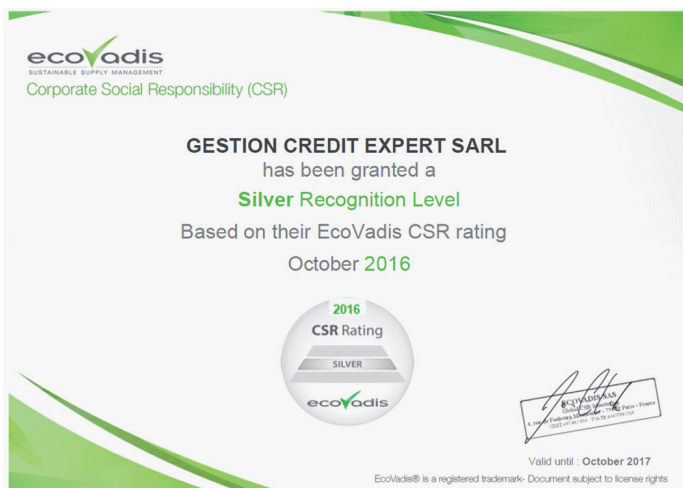 ecoVadis
SUSTAINABLE SUPPLY MANAGEMENT
Corporate Social Responsibility (CSR)
GESTION CREDIT EXPERT SARL
has been granted a
Silver Recognition Level
Based on their EcoVadis CSR rating
October 2016
2016
CSR Rating
SILVER
ecovadis
ECOVADIS SAS
Paris - France
Valid until : October 2017
EcoVadis® is a registered trademark- Document subject to license rights